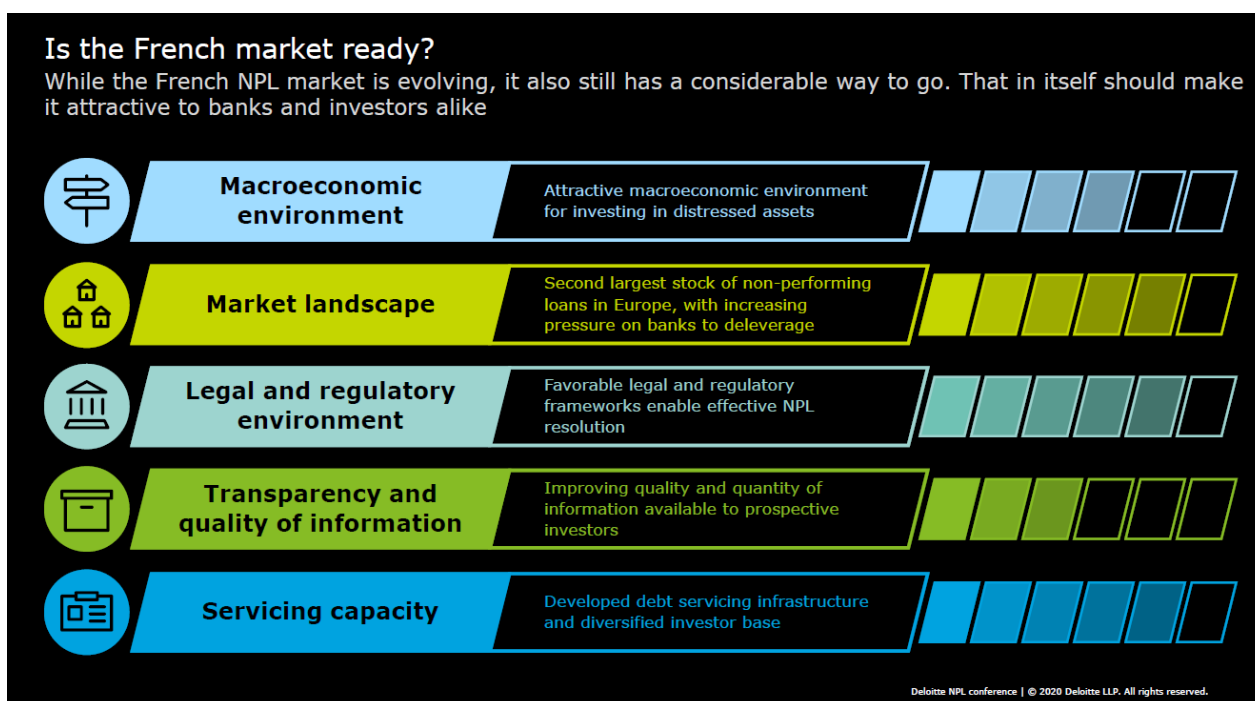 Is the French market ready?
While the French NPL market is evolving, it also still has a considerable way to go. That in itself should make
it attractive to banks and investors alike
Macroeconomic
environment
Attractive macroeconomic environment
for investing in distressed assets
Market landscape
Second largest stock of non-performing
loans in Europe, with increasing
pressure on banks to deleverage
Legal and regulatory
environment
Favorable legal and regulatory
frameworks enable effective NPL
resolution
Transparency and
quality of information
Improving quality and quantity of
information available to prospective
investors
Servicing capacity
Developed debt servicing infrastructure
and diversified investor base
Deloitte NPL conference | © 2020 Deloitte LLP. All rights reserved.